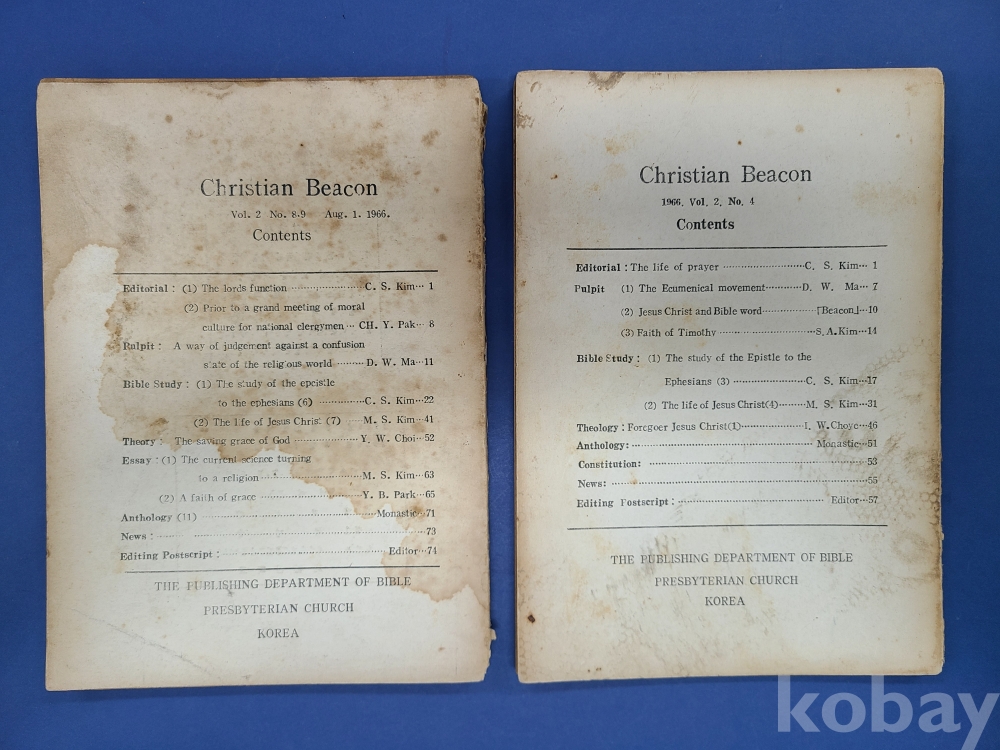 Christian Beacon
Vol. 2 No. 8.9 Aug. 1. 1966.
Contents
Editorial : (1) The lords function ························ C. S. Kim··· 1
(2) Prior to a grand meeting of moral
culture for national clergymen ··· CH. Y. Pak··· 8
Pulpit : A way of judgement against a confusion
state of the religious world ········· D. W. Ma···11
Bible Study : (1) The study of the epcistle
to the ephesians (6) ··············C. S. Kim···22
(2) The life of Jesus Christ (7) ······ M. S. Kim···41
Theory : The saving grace of God ····················· Y. W. Choi···52
Essay : (1) The current science turning
to a religion ······························ M. S. Kim···63
(2) A faith of grace ······························Y. B. Park···65
Anthology (11) ················································Monastic···71
News : ·······························································73
Editing Postscript : ·········································Editor···74
THE PUBLISHING DEPARTMENT OF BIBLE
PRESBYTERIAN CHURCH
KOREA
Christian Beacon
1966. Vol. 2. No. 4
Contents
Editorial : The life of prayer ························C. S. Kim··· 1
Pulpit (1) The Ecumenical movement···········D. W. Ma··· 7
(2) Jesus Christ and Bible word················「Beacon」···10
(3) Faith of Timothy ····························S. A. Kim···14
Bible Study : (1) The study of the Epistle to the
Ephesians (3) ······················C. S. Kim···17
(2) The life of Jesus Christ(4)········M. S. Kim···31
Theology : Foregoer Jesus Christ(1)··················I. W. Choye···46
Anthology: ················································ Monastic···51
Constitution: ······················································53
News: ·······························································55
Editing Postscript : ····································· Editor···57
THE PUBLISHING DEPARTMENT OF BIBLE
PRESBYTERIAN CHURCH
KOREA
kobay